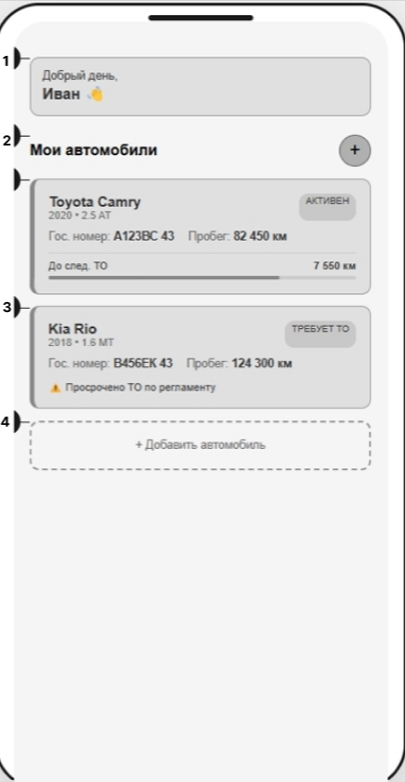 1
Добрый день,
Иван 👋
2
Мои автомобили +
Toyota Camry АКТИВЕН
2020 • 2.5 AT
Гос. номер: А123ВС 43 Пробег: 82 450 км
До след. ТО 7 550 км
3
Kia Rio ТРЕБУЕТ ТО
2018 • 1.6 MT
Гос. номер: В456ЕК 43 Пробег: 124 300 км
⚠️ Просрочено ТО по регламенту
4
+ Добавить автомобиль